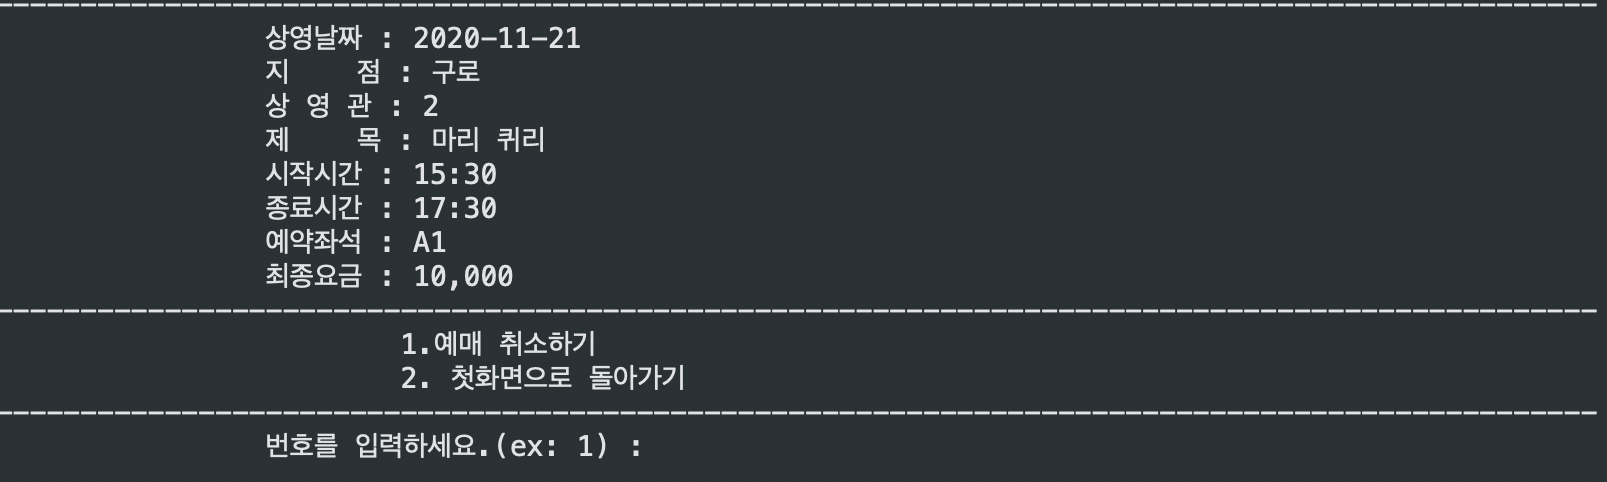 상영날짜 : 2020-11-21
지    점 : 구로
상 영 관 : 2
제    목 : 마리 퀴리
시작시간 : 15:30
종료시간 : 17:30
예약좌석 : A1
최종요금 : 10,000
1.예매 취소하기
2. 첫화면으로 돌아가기
번호를 입력하세요.(ex: 1) :